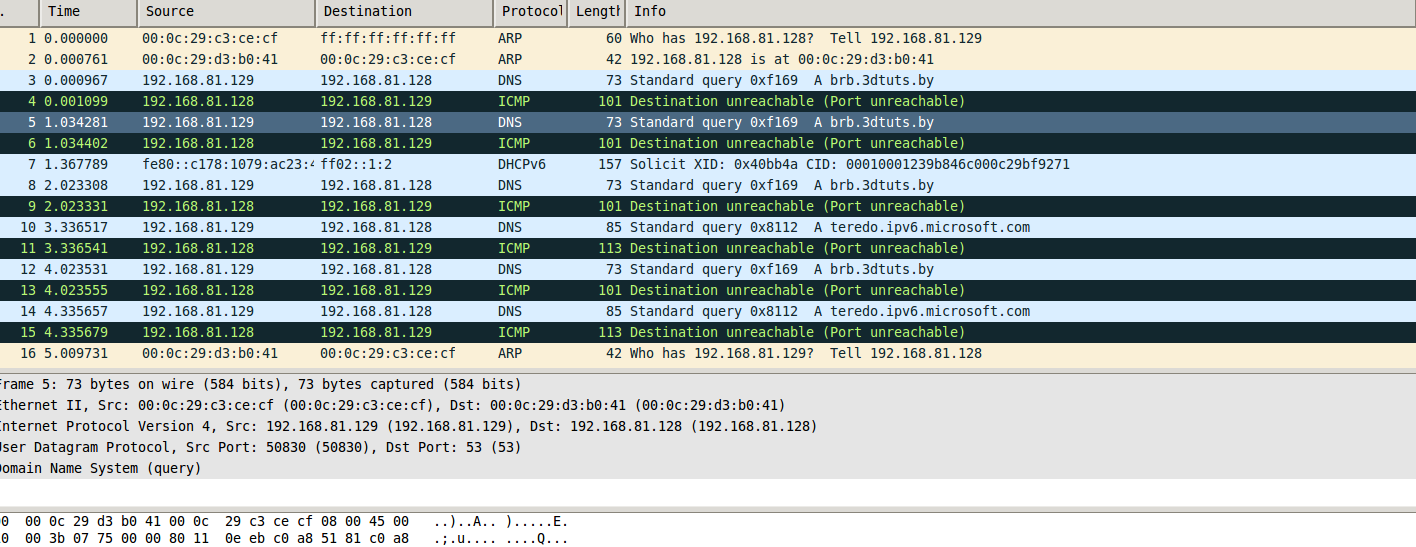 . Time Source Destination Protocol Length Info
1 0.000000 00:0c:29:c3:ce:cf ff:ff:ff:ff:ff:ff ARP 60 Who has 192.168.81.128? Tell 192.168.81.129
2 0.000761 00:0c:29:d3:b0:41 00:0c:29:c3:ce:cf ARP 42 192.168.81.128 is at 00:0c:29:d3:b0:41
3 0.000967 192.168.81.129 192.168.81.128 DNS 73 Standard query 0xf169 A brb.3dtuts.by
4 0.001099 192.168.81.128 192.168.81.129 ICMP 101 Destination unreachable (Port unreachable)
5 1.034281 192.168.81.129 192.168.81.128 DNS 73 Standard query 0xf169 A brb.3dtuts.by
6 1.034402 192.168.81.128 192.168.81.129 ICMP 101 Destination unreachable (Port unreachable)
7 1.367789 fe80::c178:1079:ac23:4 ff02::1:2 DHCPv6 157 Solicit XID: 0x40bb4a CID: 00010001239b846c000c29bf9271
8 2.023308 192.168.81.129 192.168.81.128 DNS 73 Standard query 0xf169 A brb.3dtuts.by
9 2.023331 192.168.81.128 192.168.81.129 ICMP 101 Destination unreachable (Port unreachable)
10 3.336517 192.168.81.129 192.168.81.128 DNS 85 Standard query 0x8112 A teredo.ipv6.microsoft.com
11 3.336541 192.168.81.128 192.168.81.129 ICMP 113 Destination unreachable (Port unreachable)
12 4.023531 192.168.81.129 192.168.81.128 DNS 73 Standard query 0xf169 A brb.3dtuts.by
13 4.023555 192.168.81.128 192.168.81.129 ICMP 101 Destination unreachable (Port unreachable)
14 4.335657 192.168.81.129 192.168.81.128 DNS 85 Standard query 0x8112 A teredo.ipv6.microsoft.com
15 4.335679 192.168.81.128 192.168.81.129 ICMP 113 Destination unreachable (Port unreachable)
16 5.009731 00:0c:29:d3:b0:41 00:0c:29:c3:ce:cf ARP 42 Who has 192.168.81.129? Tell 192.168.81.128
Frame 5: 73 bytes on wire (584 bits), 73 bytes captured (584 bits)
Ethernet II, Src: 00:0c:29:c3:ce:cf (00:0c:29:c3:ce:cf), Dst: 00:0c:29:d3:b0:41 (00:0c:29:d3:b0:41)
Internet Protocol Version 4, Src: 192.168.81.129 (192.168.81.129), Dst: 192.168.81.128 (192.168.81.128)
User Datagram Protocol, Src Port: 50830 (50830), Dst Port: 53 (53)
Domain Name System (query)
0 00 0c 29 d3 b0 41 00 0c 29 c3 ce cf 08 00 45 00 ..)..A.. ).....E.
0 00 3b 07 75 00 00 80 11 0e eb c0 a8 51 81 c0 a8 .;.u.... ....Q...